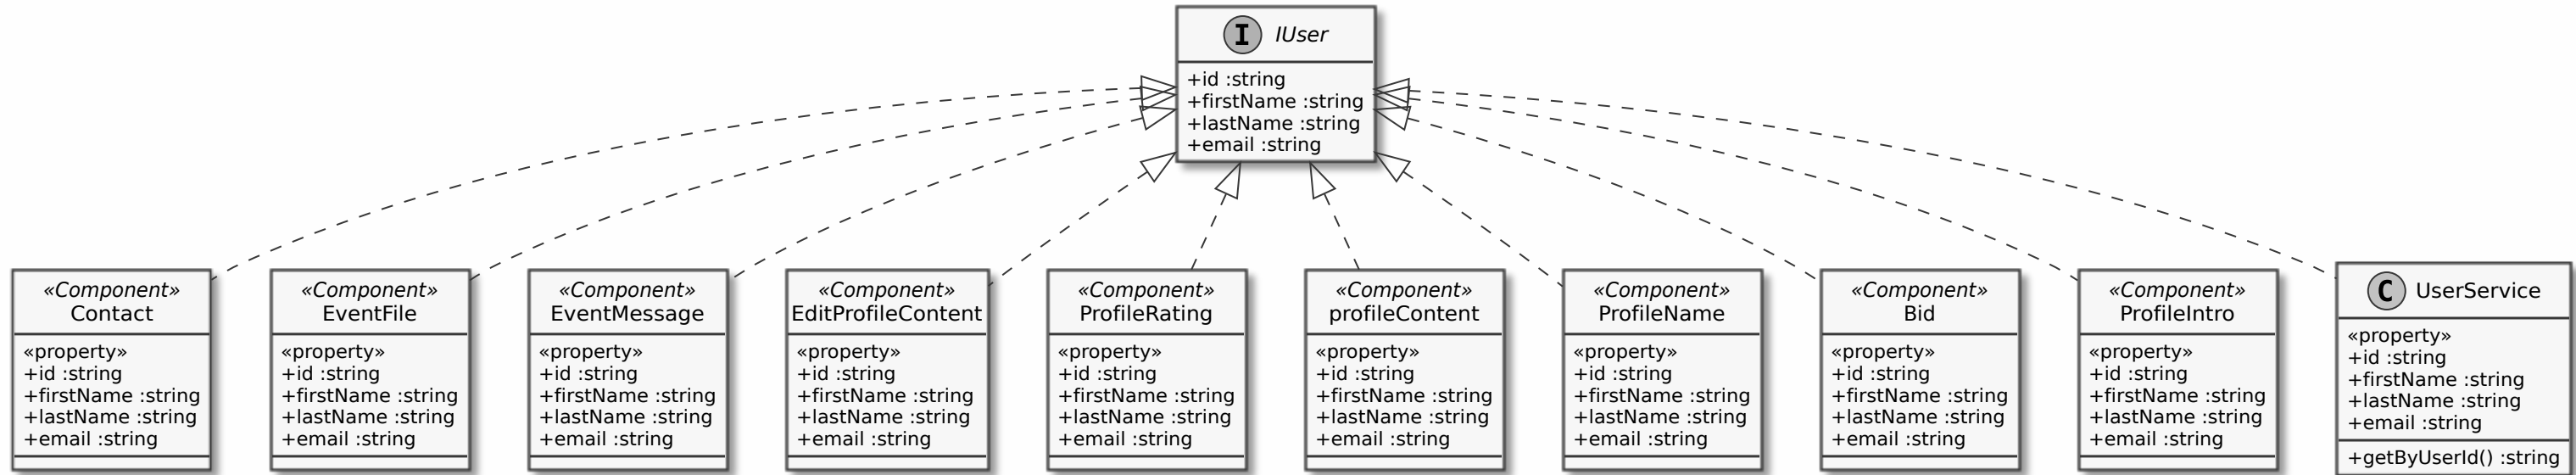 I IUser
+id :string
+firstName :string
+lastName :string
+email :string
«Component»
Contact
«property»
+id :string
+firstName :string
+lastName :string
+email :string
«Component»
EventFile
«property»
+id :string
+firstName :string
+lastName :string
+email :string
«Component»
EventMessage
«property»
+id :string
+firstName :string
+lastName :string
+email :string
«Component»
EditProfileContent
«property»
+id :string
+firstName :string
+lastName :string
+email :string
«Component»
ProfileRating
«property»
+id :string
+firstName :string
+lastName :string
+email :string
«Component»
profileContent
«property»
+id :string
+firstName :string
+lastName :string
+email :string
«Component»
ProfileName
«property»
+id :string
+firstName :string
+lastName :string
+email :string
«Component»
Bid
«property»
+id :string
+firstName :string
+lastName :string
+email :string
«Component»
ProfileIntro
«property»
+id :string
+firstName :string
+lastName :string
+email :string
C UserService
«property»
+id :string
+firstName :string
+lastName :string
+email :string
+getByUserId() :string